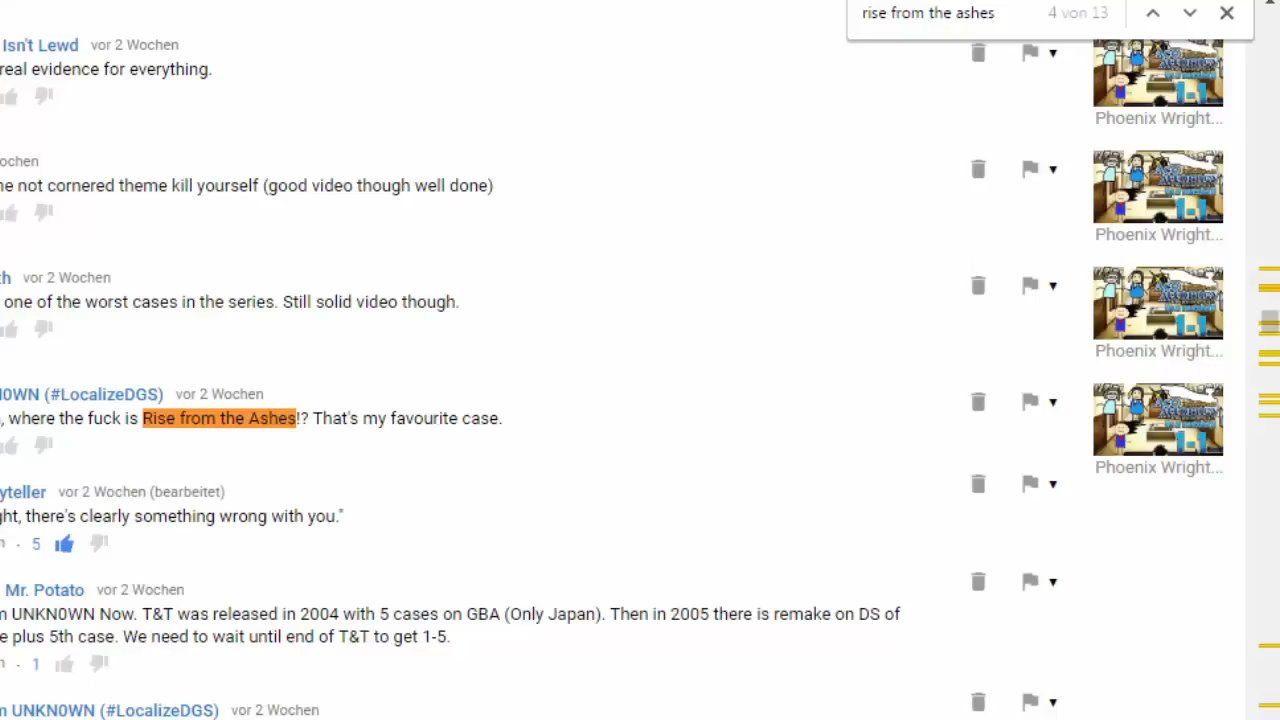 rise from the ashes 4 von 13
Isn't Lewd vor 2 Wochen
real evidence for everything.
Phoenix Wright...
ochen
ne not cornered theme kill yourself (good video though well done)
Phoenix Wright...
th vor 2 Wochen
one of the worst cases in the series. Still solid video though.
Phoenix Wright...
N0WN (#LocalizeDGS) vor 2 Wochen
, where the fuck is Rise from the Ashes!? That's my favourite case.
Phoenix Wright...
yteller vor 2 Wochen (bearbeitet)
ght, there's clearly something wrong with you."
5
Mr. Potato vor 2 Wochen
m UNKN0WN Now. T&T was released in 2004 with 5 cases on GBA (Only Japan). Then in 2005 there is remake on DS of
e plus 5th case. We need to wait until end of T&T to get 1-5.
1
m UNKN0WN (#LocalizeDGS) vor 2 Wochen